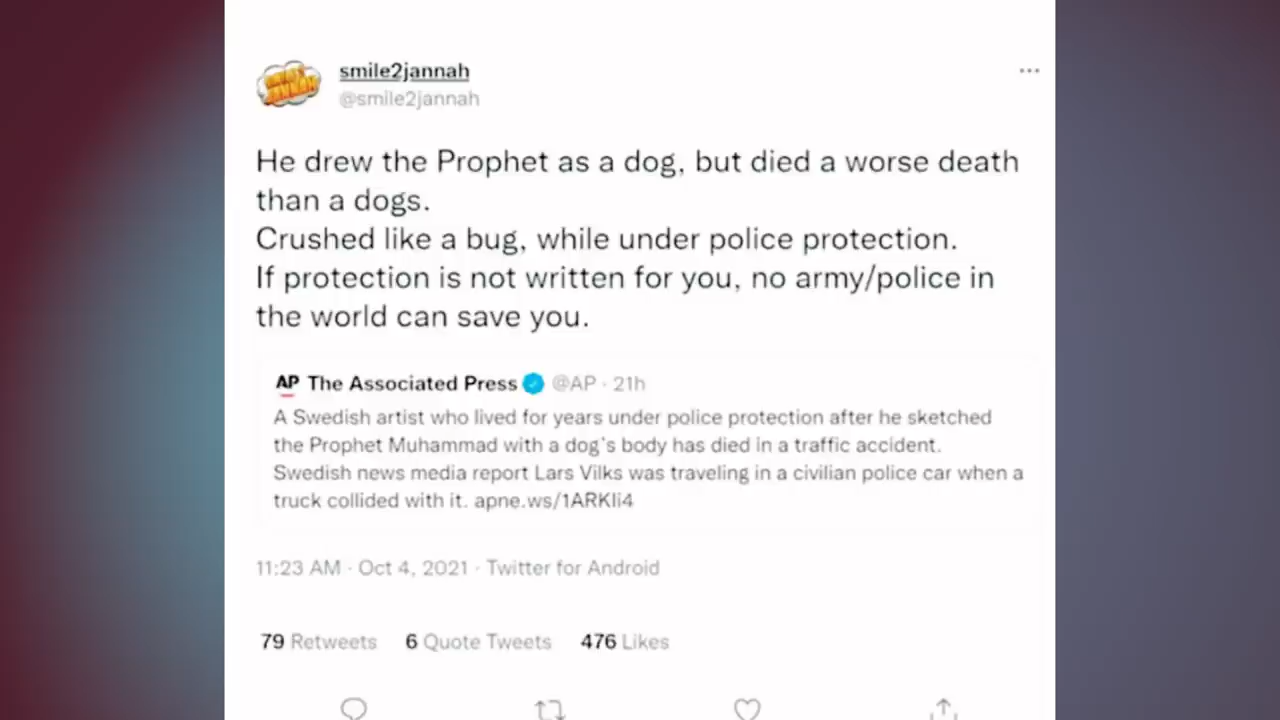 smile2jannah
@smile2jannah
He drew the Prophet as a dog, but died a worse death
than a dogs.
Crushed like a bug, while under police protection.
If protection is not written for you, no army/police in
the world can save you.
AP The Associated Press @AP · 21h
A Swedish artist who lived for years under police protection after he sketched
the Prophet Muhammad with a dog's body has died in a traffic accident.
Swedish news media report Lars Vilks was traveling in a civilian police car when a
truck collided with it. apne.ws/1ARKIi4
11:23 AM · Oct 4, 2021 · Twitter for Android
79 Retweets 6 Quote Tweets 476 Likes